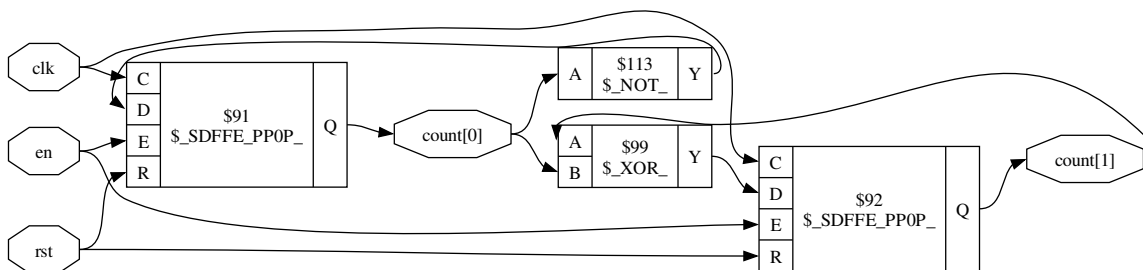 clk
en
rst
C
D
E
R
$91
$_SDFFE_PP0P_
Q
count[0]
A
$113
$_NOT_
Y
A
B
$99
$_XOR_
Y
C
D
E
R
$92
$_SDFFE_PP0P_
Q
count[1]